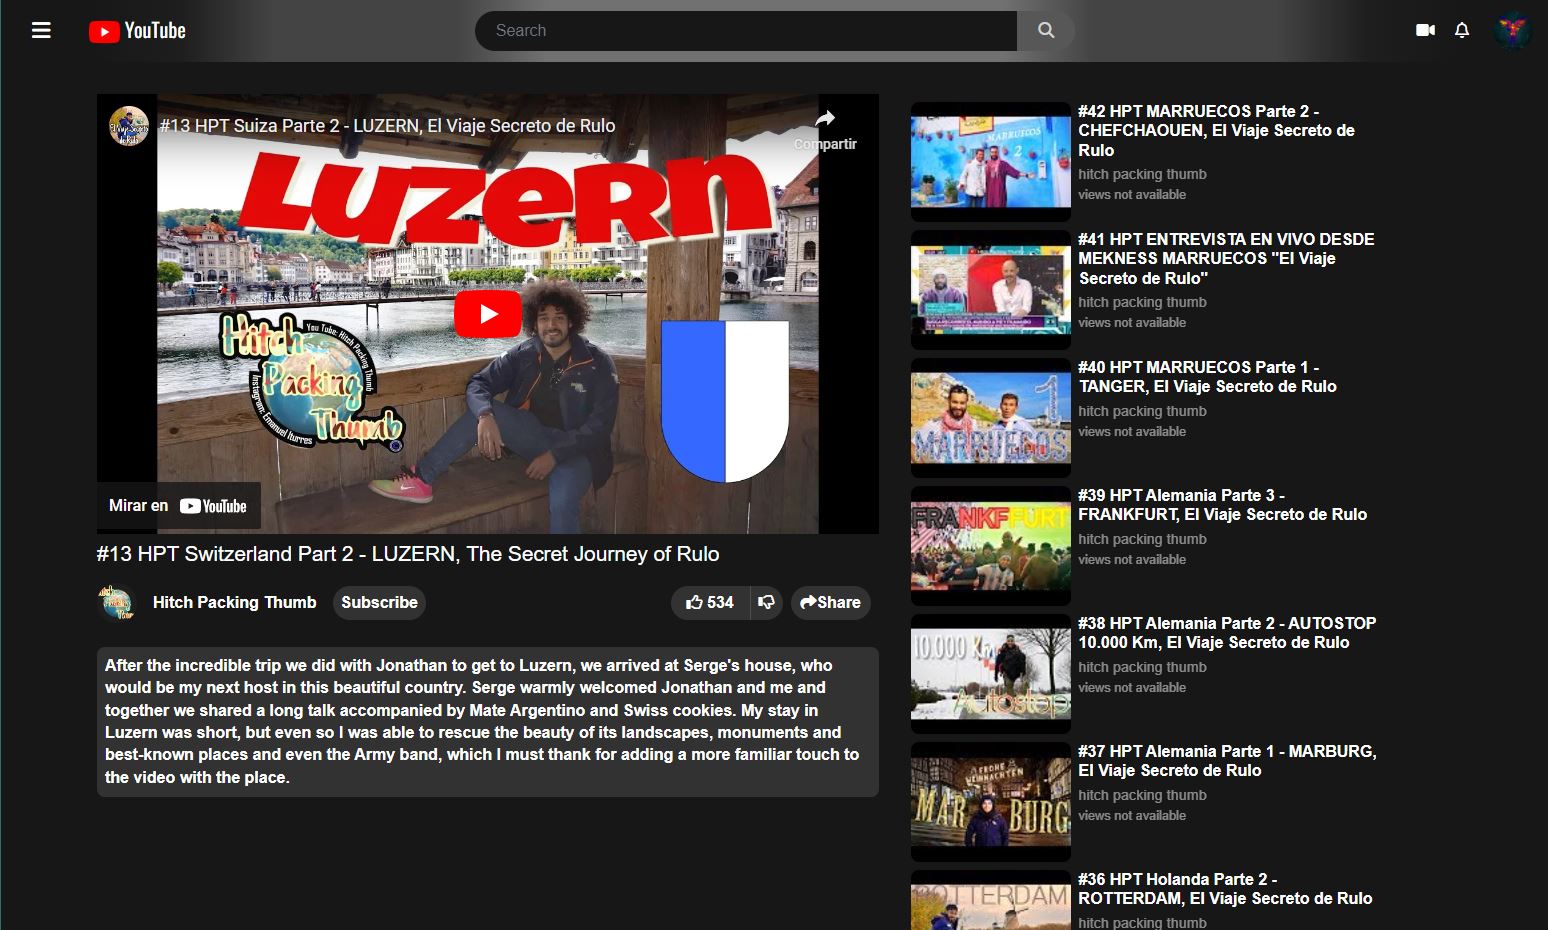 YouTube
Search
#13 HPT Suiza Parte 2 - LUZERN, El Viaje Secreto de Rulo
Compartir
LUZERN
Hitch
Packing
Thumb
You Tube: Hitch Packing Thumb
Instagram: Emanuel Iturres
Mirar en YouTube
#13 HPT Switzerland Part 2 - LUZERN, The Secret Journey of Rulo
Hitch Packing Thumb
Subscribe
534
Share
After the incredible trip we did with Jonathan to get to Luzern, we arrived at Serge's house, who
would be my next host in this beautiful country. Serge warmly welcomed Jonathan and me and
together we shared a long talk accompanied by Mate Argentino and Swiss cookies. My stay in
Luzern was short, but even so I was able to rescue the beauty of its landscapes, monuments and
best-known places and even the Army band, which I must thank for adding a more familiar touch to
the video with the place.
MARRUECOS
2
#42 HPT MARRUECOS Parte 2 -
CHEFCHAOUEN, El Viaje Secreto de
Rulo
hitch packing thumb
views not available
#41 HPT ENTREVISTA EN VIVO DESDE
MEKNESS MARRUECOS "El Viaje
Secreto de Rulo"
hitch packing thumb
views not available
1
MARRUECOS
#40 HPT MARRUECOS Parte 1 -
TANGER, El Viaje Secreto de Rulo
hitch packing thumb
views not available
FRANKFURT
#39 HPT Alemania Parte 3 -
FRANKFURT, El Viaje Secreto de Rulo
hitch packing thumb
views not available
10.000 Km
Autostop
#38 HPT Alemania Parte 2 - AUTOSTOP
10.000 Km, El Viaje Secreto de Rulo
hitch packing thumb
views not available
FROHE
WEIHNACHTEN
MARBURG
#37 HPT Alemania Parte 1 - MARBURG,
El Viaje Secreto de Rulo
hitch packing thumb
views not available
ROTTERDAM
#36 HPT Holanda Parte 2 -
ROTTERDAM, El Viaje Secreto de Rulo
hitch packing thumb